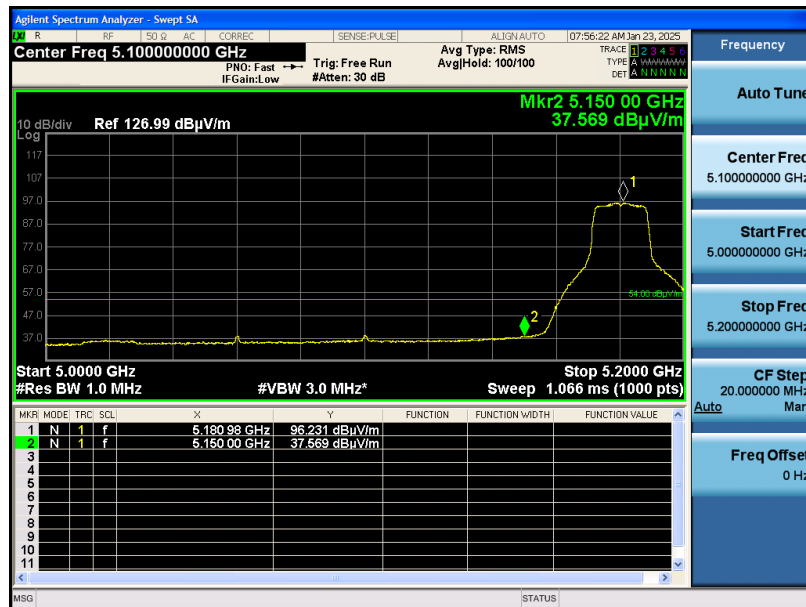 Agilent Spectrum Analyzer - Swept SA
LXI R RF 50 Ω AC CORREC SENSE:PULSE ALIGN AUTO 07:56:22 AM Jan 23, 2025
Center Freq 5.100000000 GHz
PNO: Fast
IFGain:Low
Trig: Free Run
#Atten: 30 dB
Avg Type: RMS
Avg|Hold: 100/100
TRACE 1 2 3 4 5 6
TYPE A WWWWW
DET A N N N N N
Mkr2 5.150 00 GHz
37.569 dBµV/m
10 dB/div Ref 126.99 dBµV/m
Log
117
107
97.0
87.0
77.0
67.0
57.0
47.0
37.0
1
2
54.00 dBµV/m
Start 5.0000 GHz Stop 5.2000 GHz
#Res BW 1.0 MHz #VBW 3.0 MHz* Sweep 1.066 ms (1000 pts)
MKR MODE TRC SCL X Y FUNCTION FUNCTION WIDTH FUNCTION VALUE
1 N 1 f 5.180 98 GHz 96.231 dBµV/m
2 N 1 f 5.150 00 GHz 37.569 dBµV/m
3
4
5
6
7
8
9
10
11
MSG STATUS
Frequency
Auto Tune
Center Freq
5.100000000 GHz
Start Freq
5.000000000 GHz
Stop Freq
5.200000000 GHz
CF Step
20.000000 MHz
Auto Man
Freq Offset
0 Hz